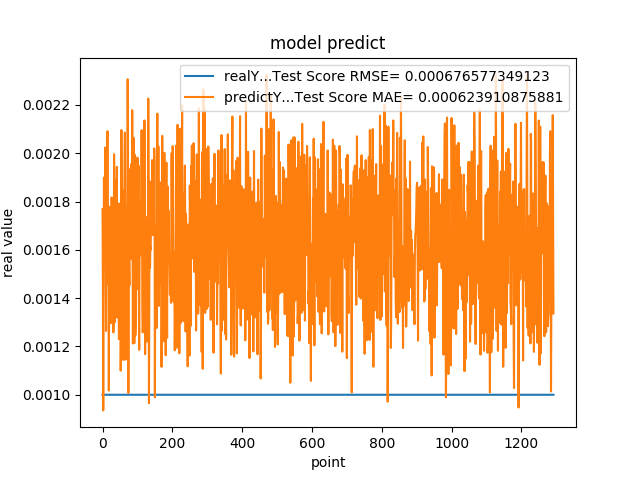 model predict
realY...Test Score RMSE= 0.000676577349123
predictY...Test Score MAE= 0.000623910875881
0.0022
0.0020
0.0018
0.0016
0.0014
0.0012
0.0010
real value
0 200 400 600 800 1000 1200
point